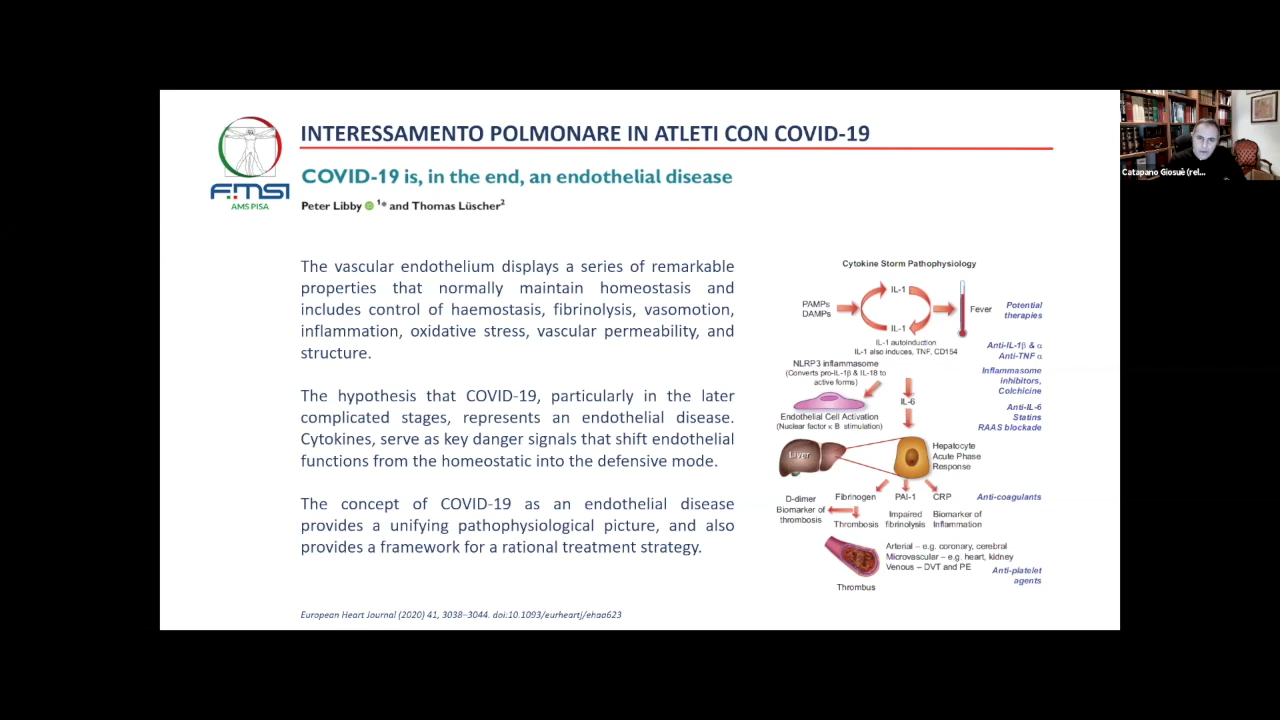 INTERESSAMENTO POLMONARE IN ATLETI CON COVID-19
FMSI
AMS PISA
COVID-19 is, in the end, an endothelial disease
Peter Libby 1* and Thomas Lüscher2
The vascular endothelium displays a series of remarkable
properties that normally maintain homeostasis and
includes control of haemostasis, fibrinolysis, vasomotion,
inflammation, oxidative stress, vascular permeability, and
structure.
The hypothesis that COVID-19, particularly in the later
complicated stages, represents an endothelial disease.
Cytokines, serve as key danger signals that shift endothelial
functions from the homeostatic into the defensive mode.
The concept of COVID-19 as an endothelial disease
provides a unifying pathophysiological picture, and also
provides a framework for a rational treatment strategy.
European Heart Journal (2020) 41, 3038–3044. doi:10.1093/eurheartj/ehaa623
Cytokine Storm Pathophysiology
PAMPs
DAMPs
IL-1
IL-1
Fever
Potential
therapies
IL-1 autoinduction
IL-1 also induces, TNF, CD154
Anti-IL-1β & α
Anti-TNF α
NLRP3 inflammasome
(Converts pro-IL-1β & IL-18 to
active forms)
Inflammasome
inhibitors,
Colchicine
IL-6
Endothelial Cell Activation
(Nuclear factor κ B stimulation)
Anti-IL-6
Statins
RAAS blockade
Liver
Hepatocyte
Acute Phase
Response
Fibrinogen
PAI-1
CRP
Anti-coagulants
D-dimer
Biomarker of
thrombosis
Thrombosis
Impaired
fibrinolysis
Biomarker of
Inflammation
Arterial – e.g. coronary, cerebral
Microvascular – e.g. heart, kidney
Venous – DVT and PE
Anti-platelet
agents
Thrombus
Catapano Giosuè (rel...